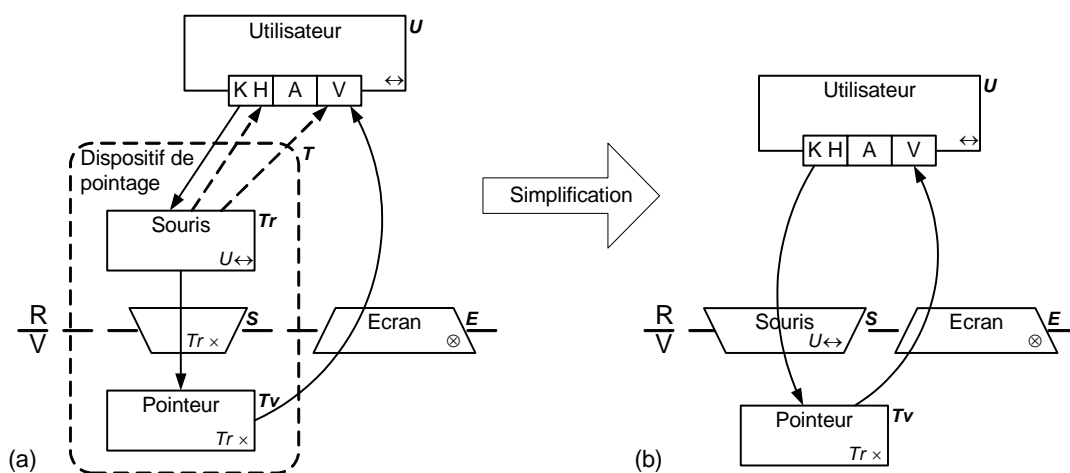 Utilisateur U
K H A V ↔
Dispositif de
pointage
T
Souris Tr
U↔
R
V
S
Tr ×
Ecran E
⊗
Pointeur Tv
Tr ×
(a)
Simplification
Utilisateur U
K H A V ↔
R
V
Souris S
U↔
Ecran E
⊗
Pointeur Tv
Tr ×
(b)